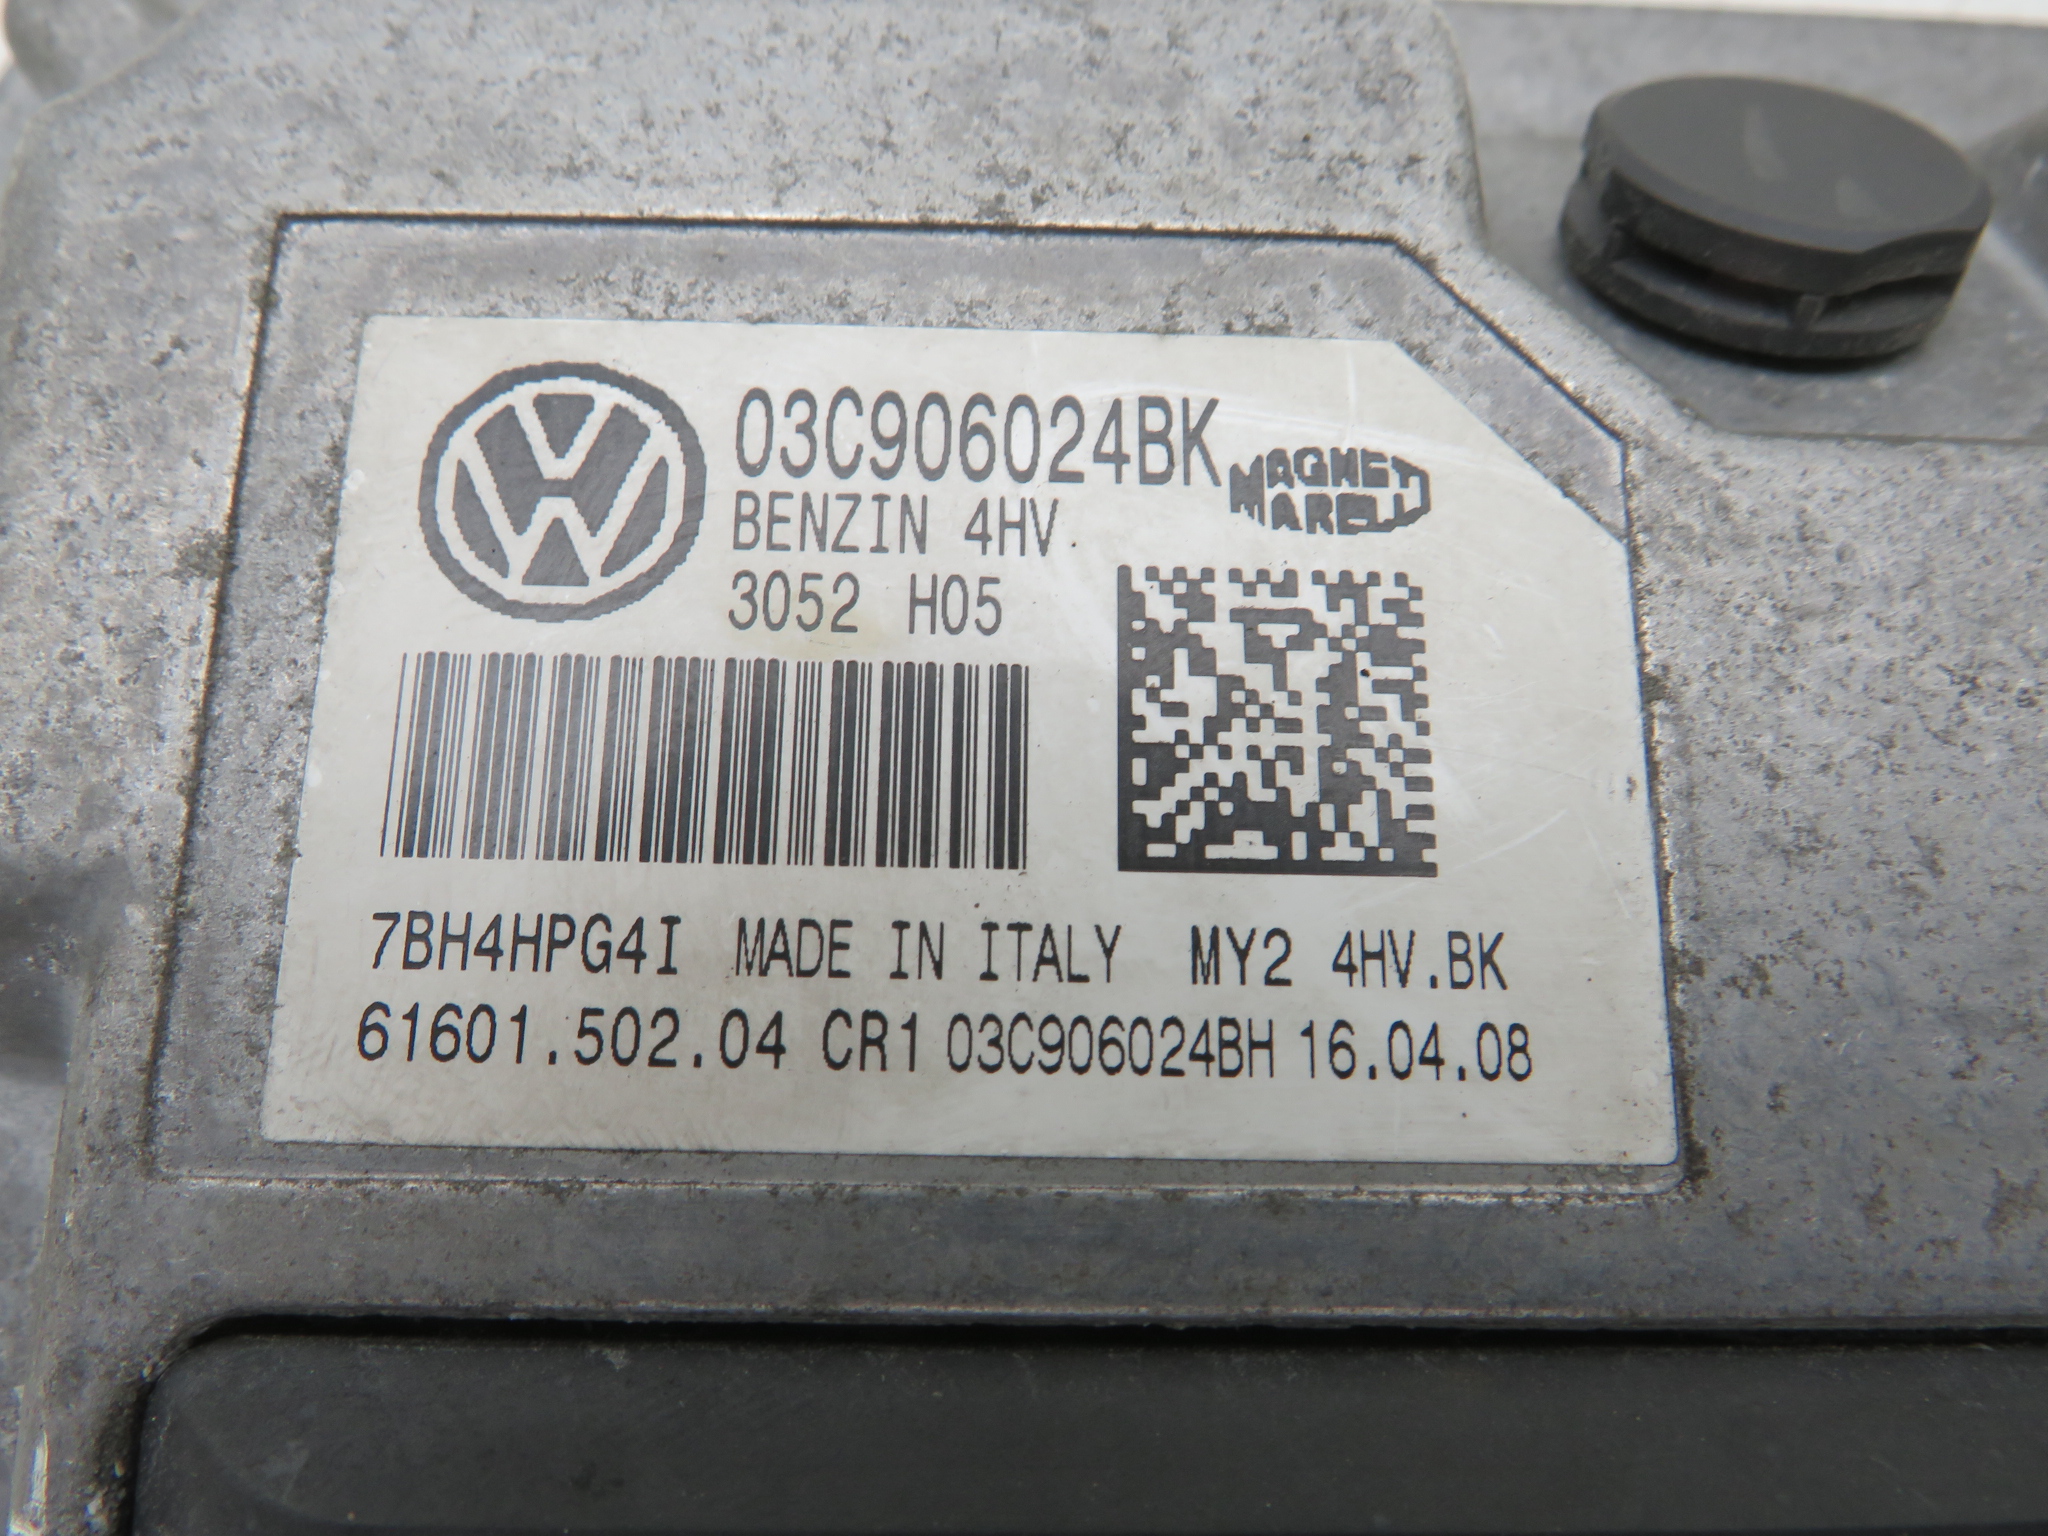 03C906024BK
MAGNETI
MARELLI
BENZIN 4HV
3052 H05
7BH4HPG4I MADE IN ITALY MY2 4HV.BK
61601.502.04 CR1 03C906024BH 16.04.08